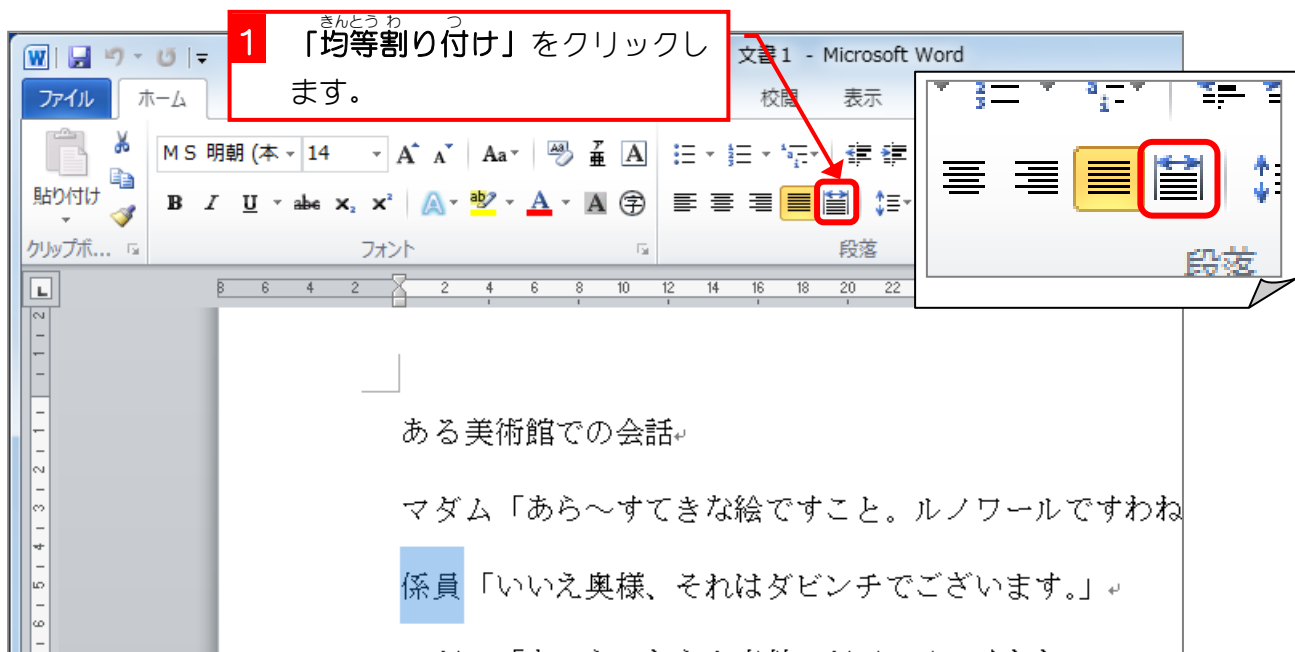 1 「均等割り付け」をクリックし
きんとう わ つ
ます。
文書 1 - Microsoft Word
ファイル ホーム 校閲 表示
MS 明朝 (本 14 A A Aa ア亜 A
貼り付け
B I U abc x₂ x² A ab A A 字
クリップボ... フォント 段落
段落
L 8 6 4 2 2 4 6 8 10 12 14 16 18 20 22
ある美術館での会話
マダム「あら～すてきな絵ですこと。ルノワールですわね
係員「いいえ奥様、それはダビンチでございます。」